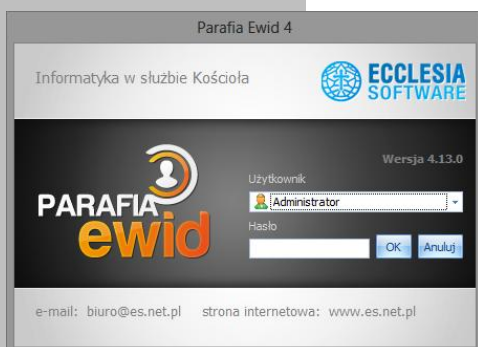 Parafia Ewid 4
Informatyka w służbie Kościoła
ECCLESIA
SOFTWARE
Wersja 4.13.0
Użytkownik
Administrator
PARAFIA
ewid
Hasło
OK Anuluj
e-mail: biuro@es.net.pl strona internetowa: www.es.net.pl